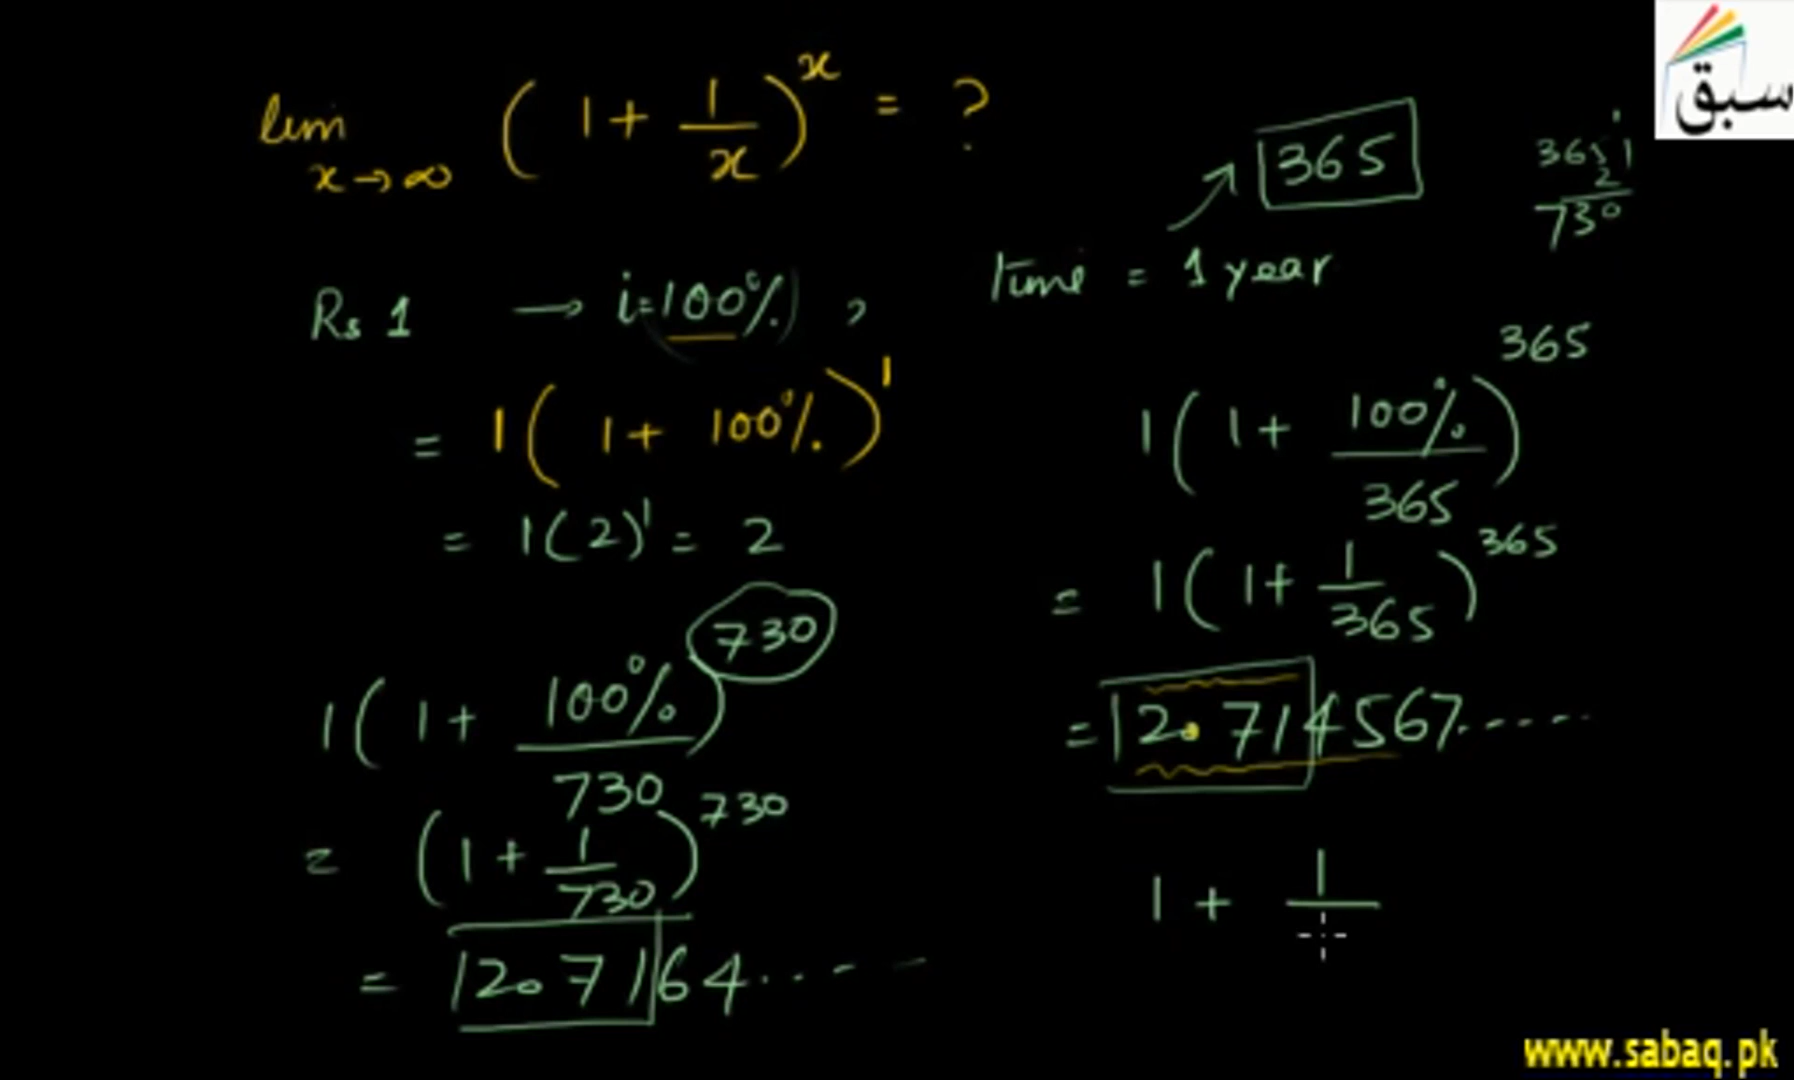 lim x→∞ (1 + 1/x)^x = ?
سبق
365
365
2
730
Rs 1 → i=100%, Time = 1 year
= 1(1 + 100%)^1
= 1(2)^1 = 2
1(1 + 100%/365)^365
= 1(1 + 1/365)^365
= 2.714567.....
1(1 + 100%/730)^730
= (1 + 1/730)^730
= 2.7164.....
1 + 1/
www.sabaq.pk